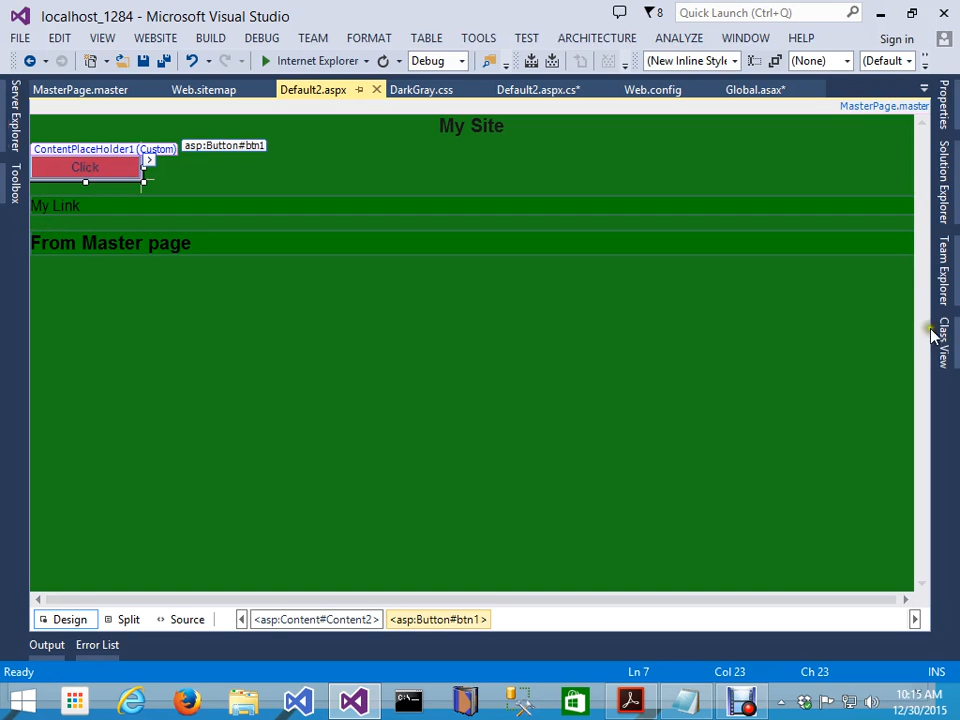 localhost_1284 - Microsoft Visual Studio
8
Quick Launch (Ctrl+Q)
FILE EDIT VIEW WEBSITE BUILD DEBUG TEAM FORMAT TABLE TOOLS TEST ARCHITECTURE ANALYZE WINDOW HELP Sign in
Internet Explorer Debug (New Inline Style (None) (Default
MasterPage.master Web.sitemap Default2.aspx DarkGray.css Default2.aspx.cs* Web.config Global.asax*
MasterPage.master
Server Explorer
Toolbox
My Site
ContentPlaceHolder1 (Custom) asp:Button#btn1
Click
My Link
From Master page
Properties
Solution Explorer
Team Explorer
Class View
Design Split Source <asp:Content#Content2> <asp:Button#btn1>
Output Error List
Ready Ln 7 Col 23 Ch 23 INS
10:15 AM
12/30/2015